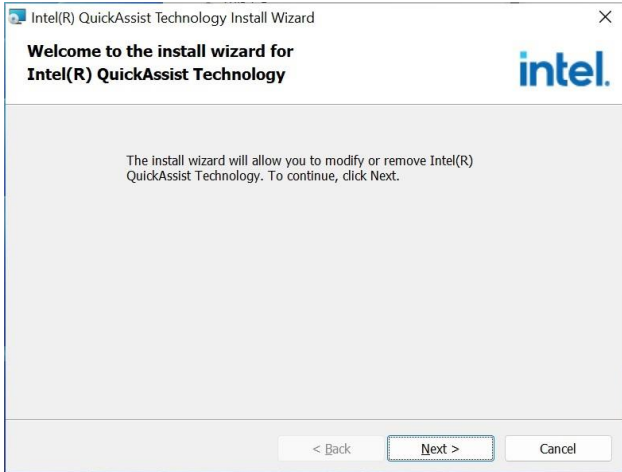 Intel(R) QuickAssist Technology Install Wizard
Welcome to the install wizard for
Intel(R) QuickAssist Technology
intel.
The install wizard will allow you to modify or remove Intel(R)
QuickAssist Technology. To continue, click Next.
< Back
Next >
Cancel